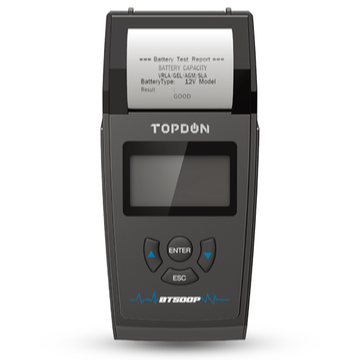 === Battery Test Report ===
BATTERY CAPACITY
VRLA/GEL/AGM/SLA
BatteryType: 12V Model
Result
GOOD
TOPDON
ENTER
ESC
BT500P